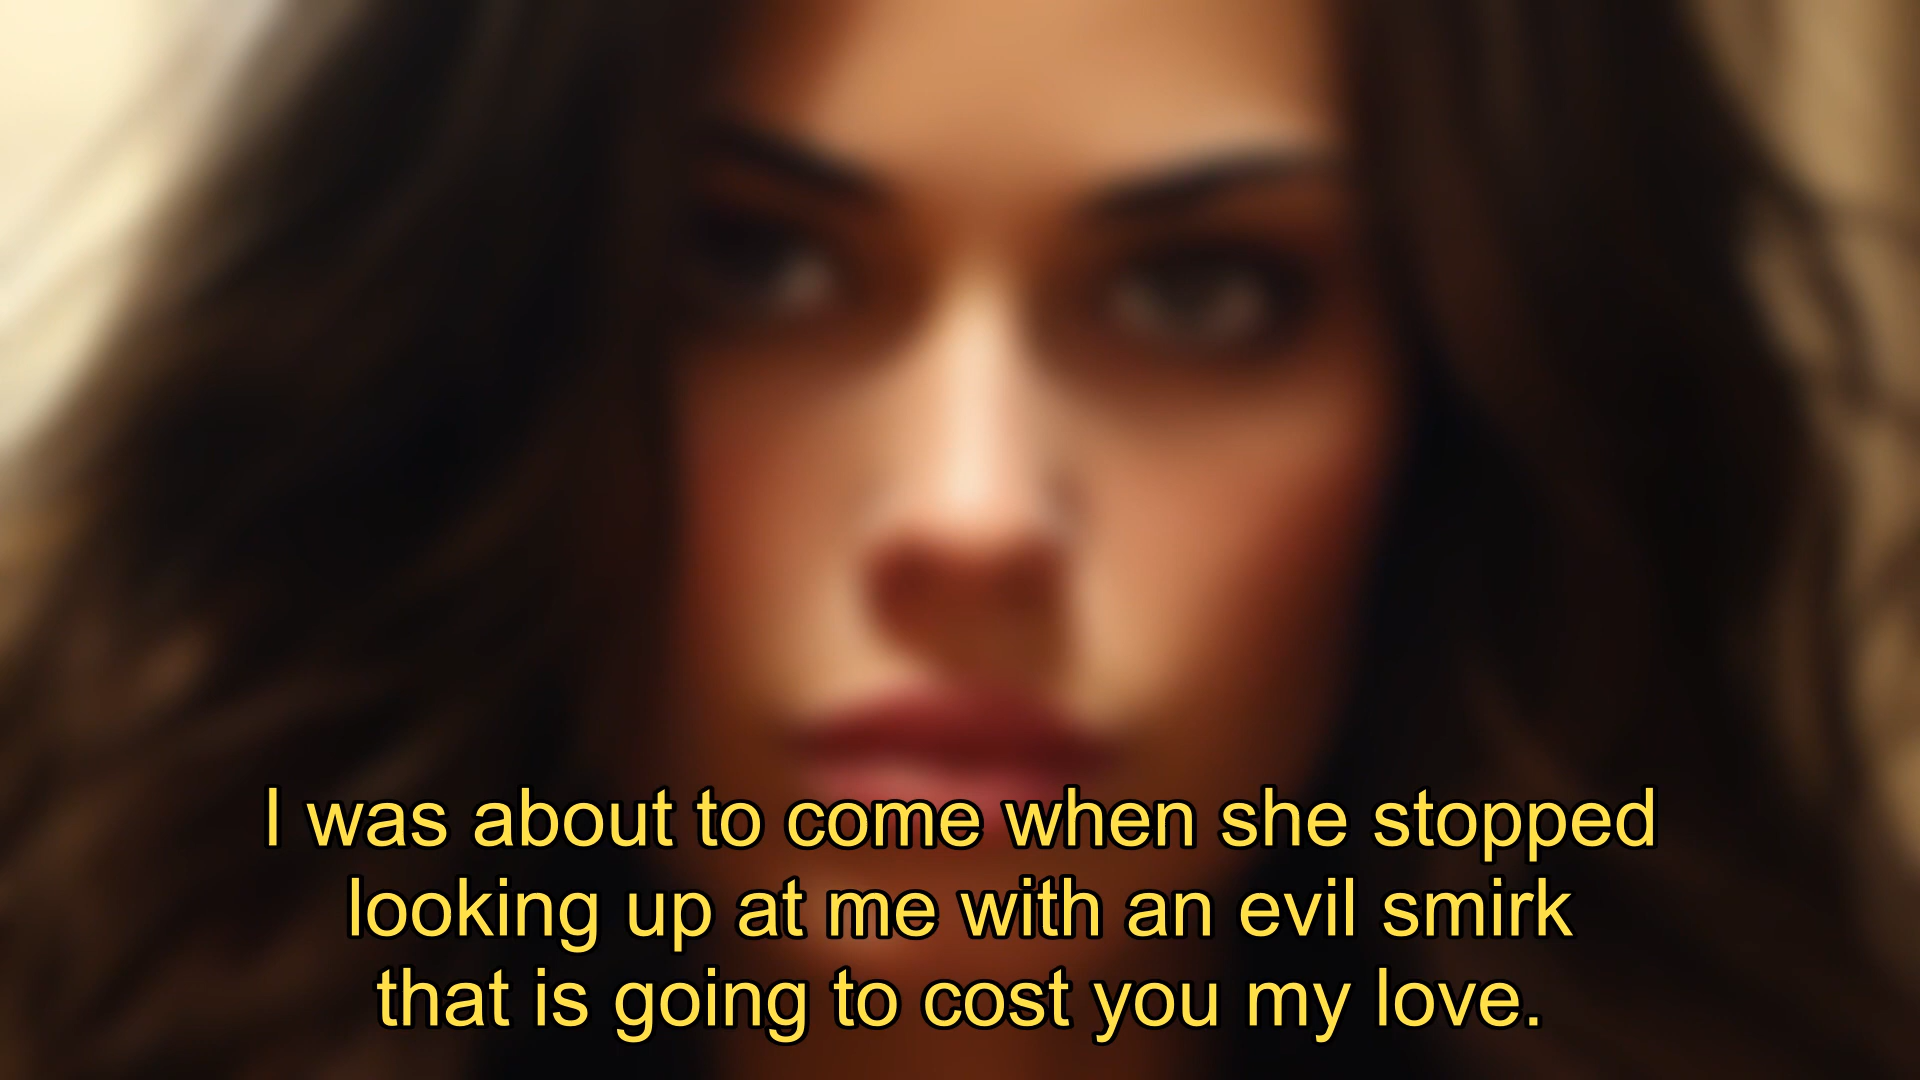 I was about to come when she stopped
looking up at me with an evil smirk
that is going to cost you my love.